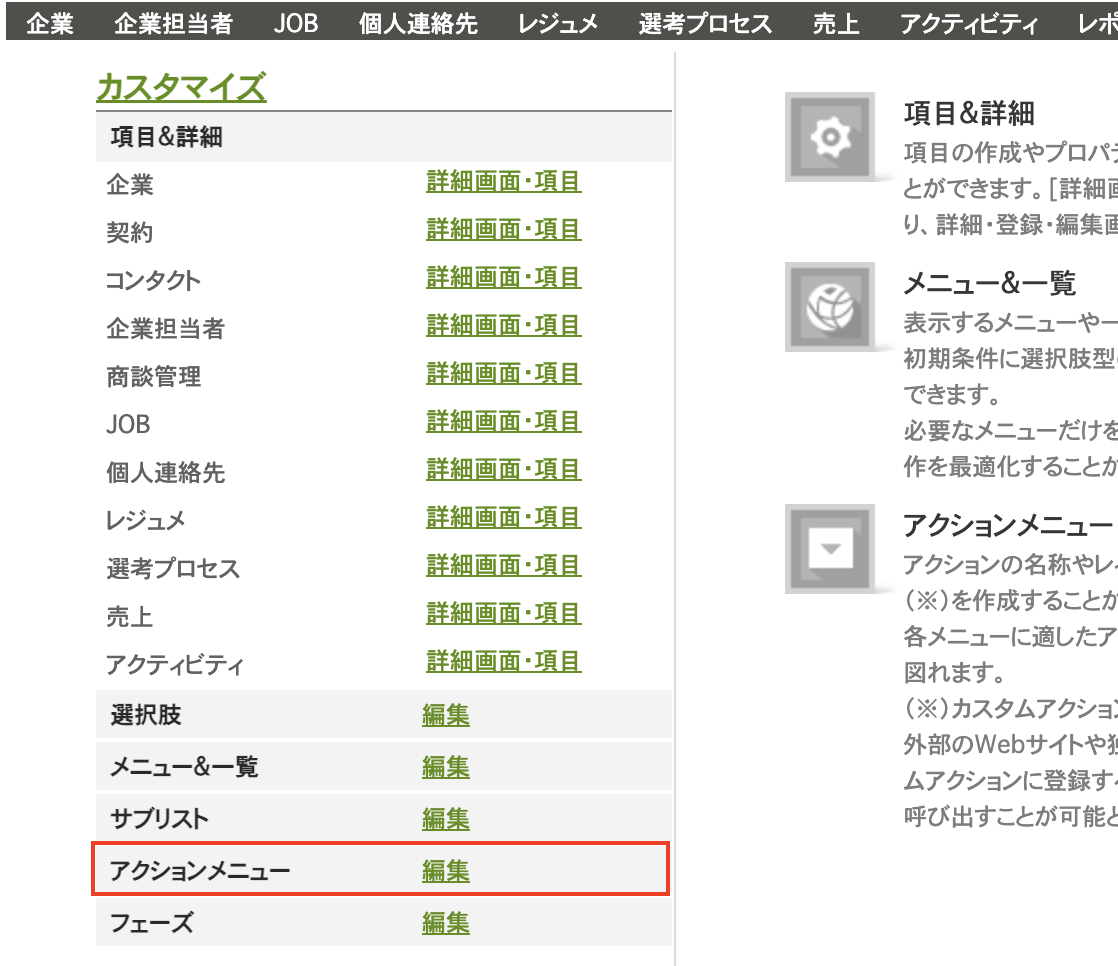 企業 企業担当者 JOB 個人連絡先 レジュメ 選考プロセス 売上 アクティビティ レポ
カスタマイズ
項目&詳細
企業 詳細画面・項目
契約 詳細画面・項目
コンタクト 詳細画面・項目
企業担当者 詳細画面・項目
商談管理 詳細画面・項目
JOB 詳細画面・項目
個人連絡先 詳細画面・項目
レジュメ 詳細画面・項目
選考プロセス 詳細画面・項目
売上 詳細画面・項目
アクティビティ 詳細画面・項目
選択肢 編集
メニュー&一覧 編集
サブリスト 編集
アクションメニュー 編集
フェーズ 編集
項目&詳細
項目の作成やプロパテ
とができます。[詳細画
り、詳細・登録・編集画
メニュー&一覧
表示するメニューや一
初期条件に選択肢型
できます。
必要なメニューだけを
作を最適化することが
アクションメニュー
アクションの名称やレイ
(※)を作成することが
各メニューに適したア
図れます。
(※)カスタムアクション
外部のWebサイトや独
ムアクションに登録す
呼び出すことが可能と